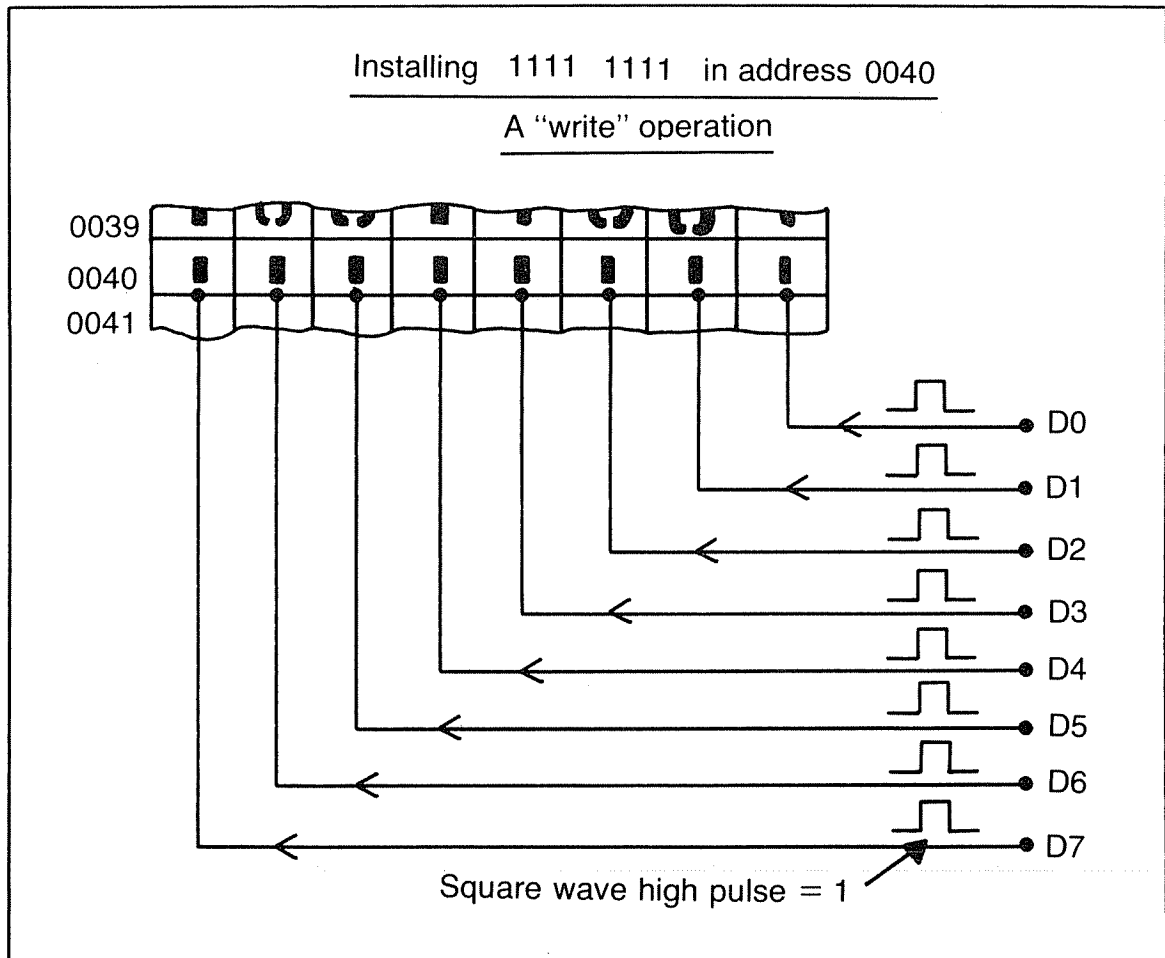 Installing 1111 1111 in address 0040
A “write” operation
0039
0040
0041
D0
D1
D2
D3
D4
D5
D6
D7
Square wave high pulse = 1